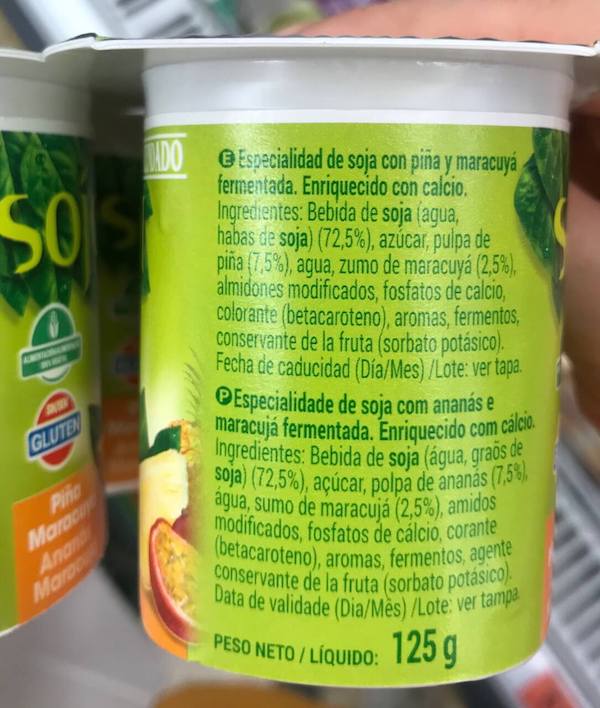 SOJ
SIN/SEM
GLUTEN
Piña
Maracuyá
Ananás
Maracujá
DADO
E Especialidad de soja con piña y maracuyá
fermentada. Enriquecido con calcio.
Ingredientes: Bebida de soja (agua,
habas de soja) (72,5%), azúcar, pulpa de
piña (7,5%), agua, zumo de maracuyá (2,5%),
almidones modificados, fosfatos de calcio,
colorante (betacaroteno), aromas, fermentos,
conservante de la fruta (sorbato potásico).
Fecha de caducidad (Día/Mes) /Lote: ver tapa.
P Especialidade de soja com ananás e
maracujá fermentada. Enriquecido com cálcio.
Ingredientes: Bebida de soja (água, graõs de
soja) (72,5%), açúcar, polpa de ananás (7,5%),
água, sumo de maracujá (2,5%), amidos
modificados, fosfatos de cálcio, corante
(betacaroteno), aromas, fermentos, agente
conservante de la fruta (sorbato potásico).
Data de validade (Dia/Mês) /Lote: ver tampa.
PESO NETO / LÍQUIDO: 125 g